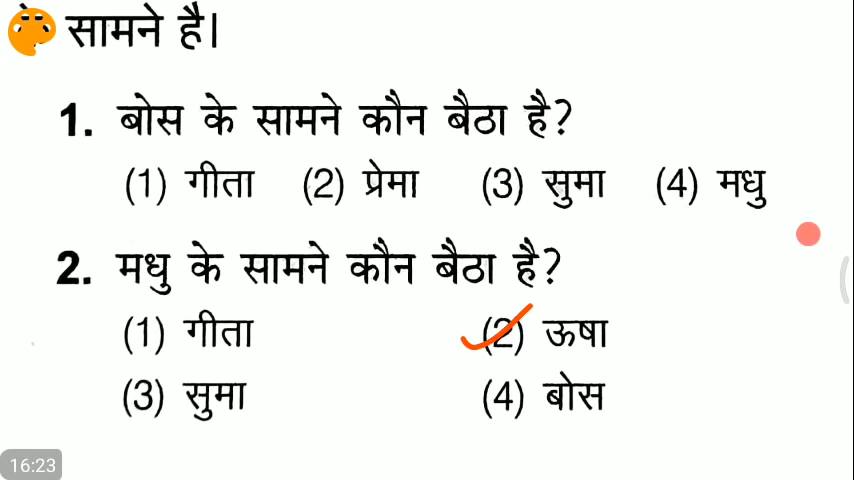 सामने है।
1. बोस के सामने कौन बैठा है?
(1) गीता (2) प्रेमा (3) सुमा (4) मधु
2. मधु के सामने कौन बैठा है?
(1) गीता (2) ऊषा
(3) सुमा (4) बोस
16:23